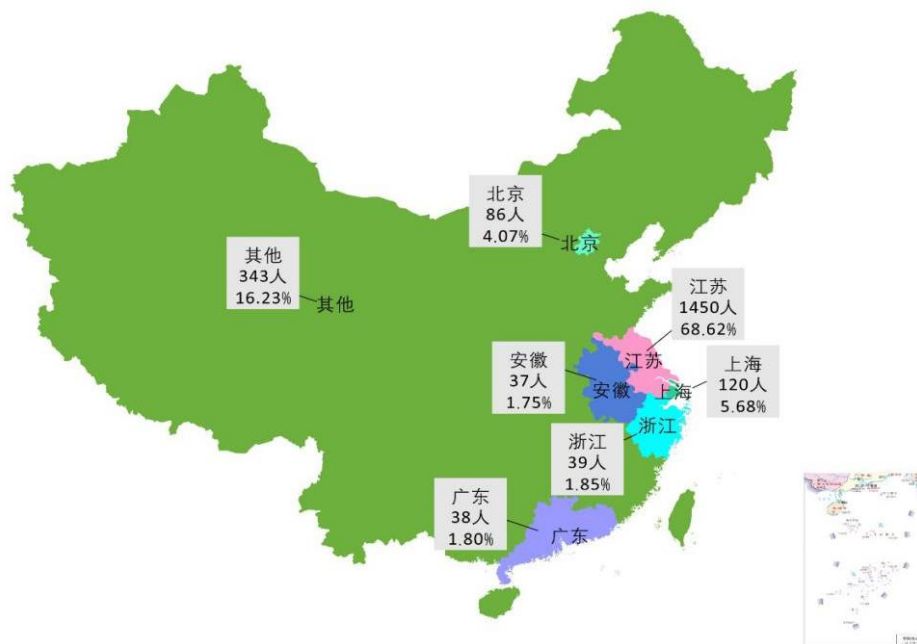 北京
86人
4.07%
北京
其他
343人
16.23%
其他
江苏
1450人
68.62%
江苏
安徽
37人
1.75%
安徽
上海
120人
5.68%
上海
浙江
39人
1.85%
浙江
广东
38人
1.80%
广东